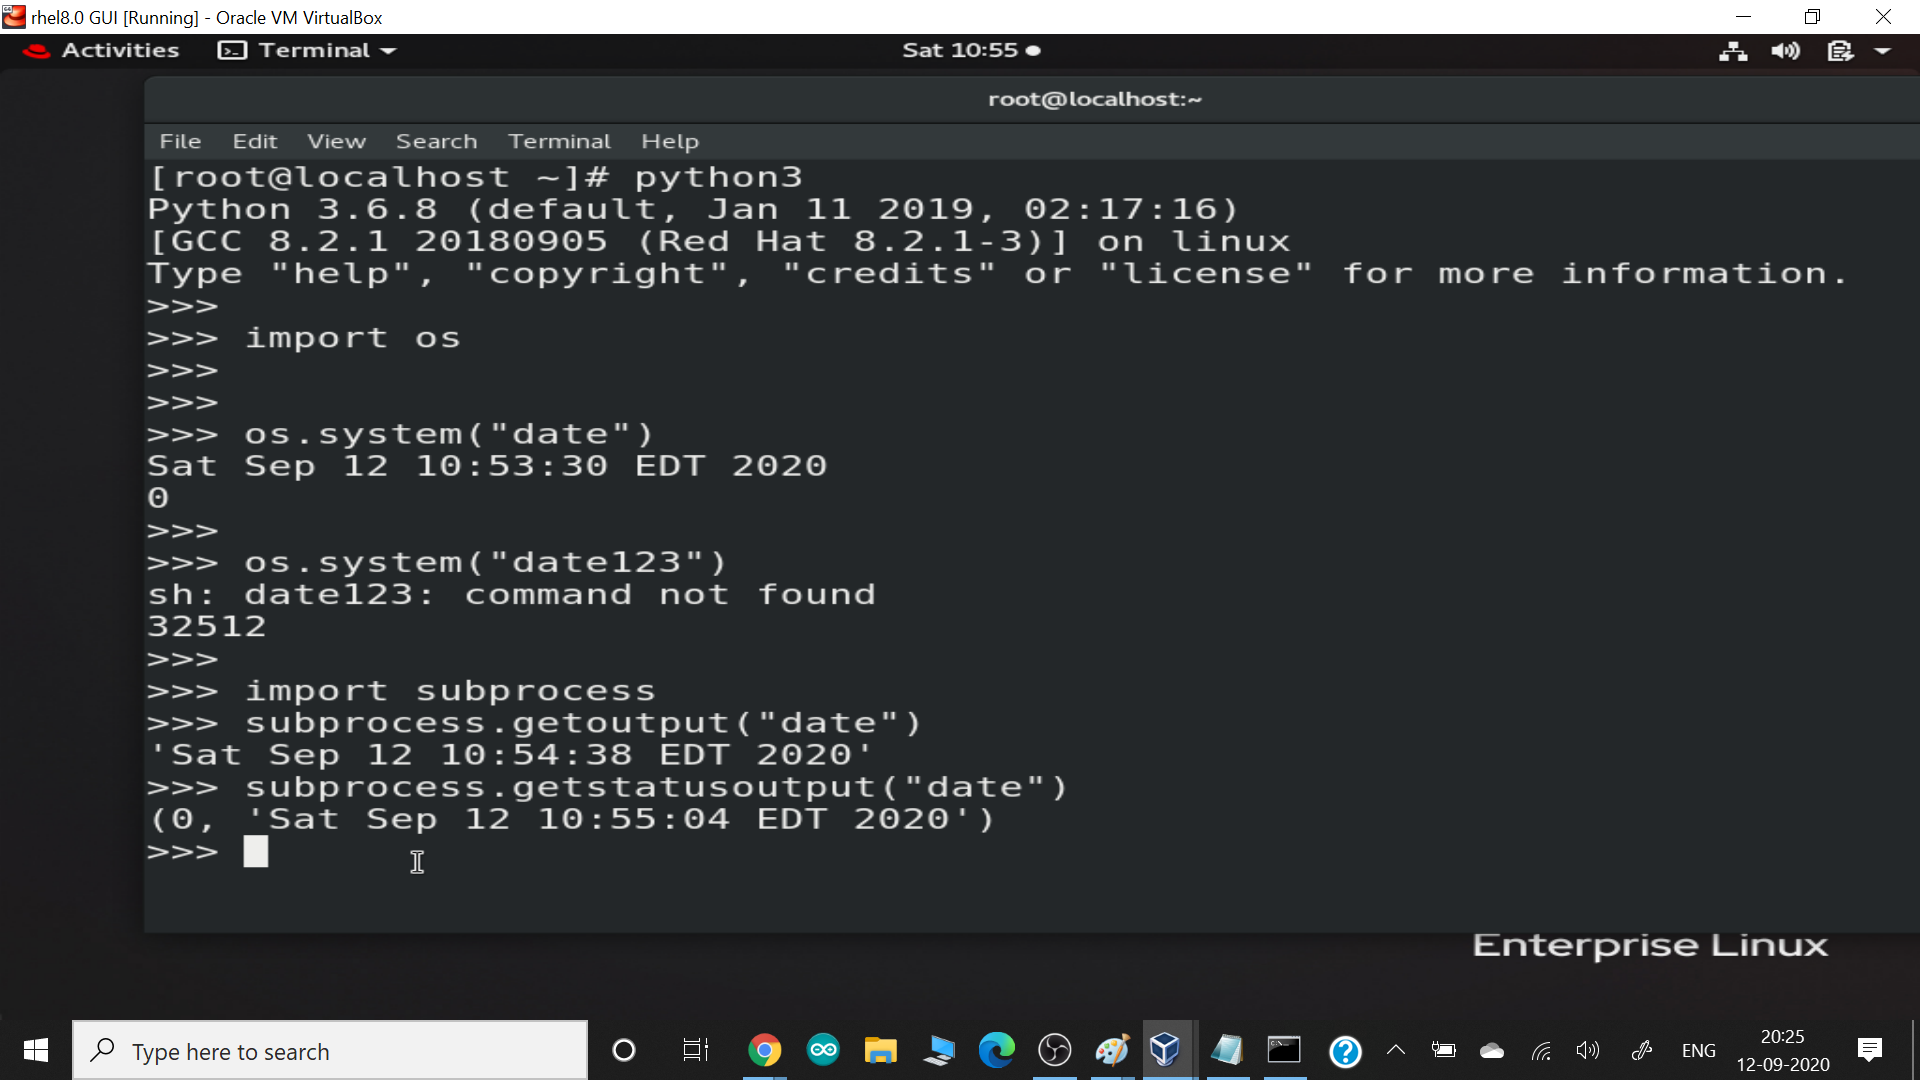 rhel8.0 GUI [Running] - Oracle VM VirtualBox
Activities Terminal Sat 10:55
root@localhost:~
File Edit View Search Terminal Help
[root@localhost ~]# python3
Python 3.6.8 (default, Jan 11 2019, 02:17:16)
[GCC 8.2.1 20180905 (Red Hat 8.2.1-3)] on linux
Type "help", "copyright", "credits" or "license" for more information.
>>>
>>> import os
>>>
>>>
>>> os.system("date")
Sat Sep 12 10:53:30 EDT 2020
0
>>>
>>> os.system("date123")
sh: date123: command not found
32512
>>>
>>> import subprocess
>>> subprocess.getoutput("date")
'Sat Sep 12 10:54:38 EDT 2020'
>>> subprocess.getstatusoutput("date")
(0, 'Sat Sep 12 10:55:04 EDT 2020')
>>>
Enterprise Linux
Type here to search
ENG
20:25
12-09-2020